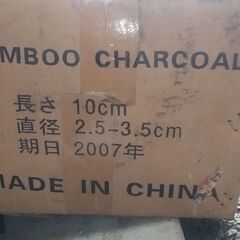 MBOO CHARCOAL
長さ 10cm
直径 2.5-3.5cm
期日 2007年
MADE IN CHINA